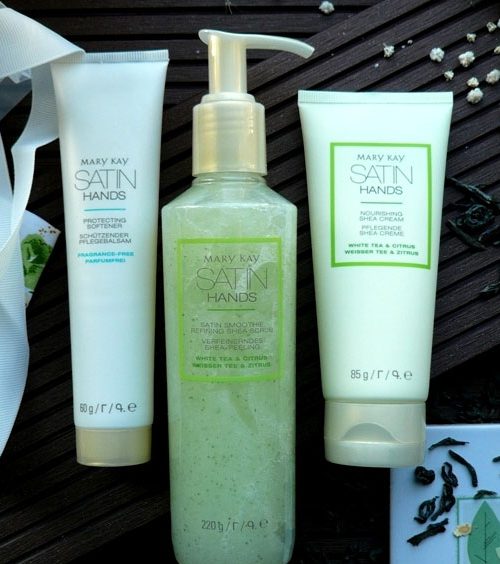 MARY KAY
SATIN
HANDS
PROTECTING
SOFTENER
SCHÜTZENDER
PFLEGEBALSAM
FRAGRANCE-FREE
PARFUMFREI
60 g / Г / Գ. ℮
MARY KAY
SATIN
HANDS
SATIN SMOOTHIE
REFINING SHEA SCRUB
VERFEINERNDES
SHEA-PEELING
WHITE TEA & CITRUS
WEISSER TEE & ZITRUS
220 g / Г / Գ. ℮
MARY KAY
SATIN
HANDS
NOURISHING
SHEA CREAM
PFLEGENDE
SHEA CREME
WHITE TEA & CITRUS
WEISSER TEE & ZITRUS
85 g / Г / Գ. ℮